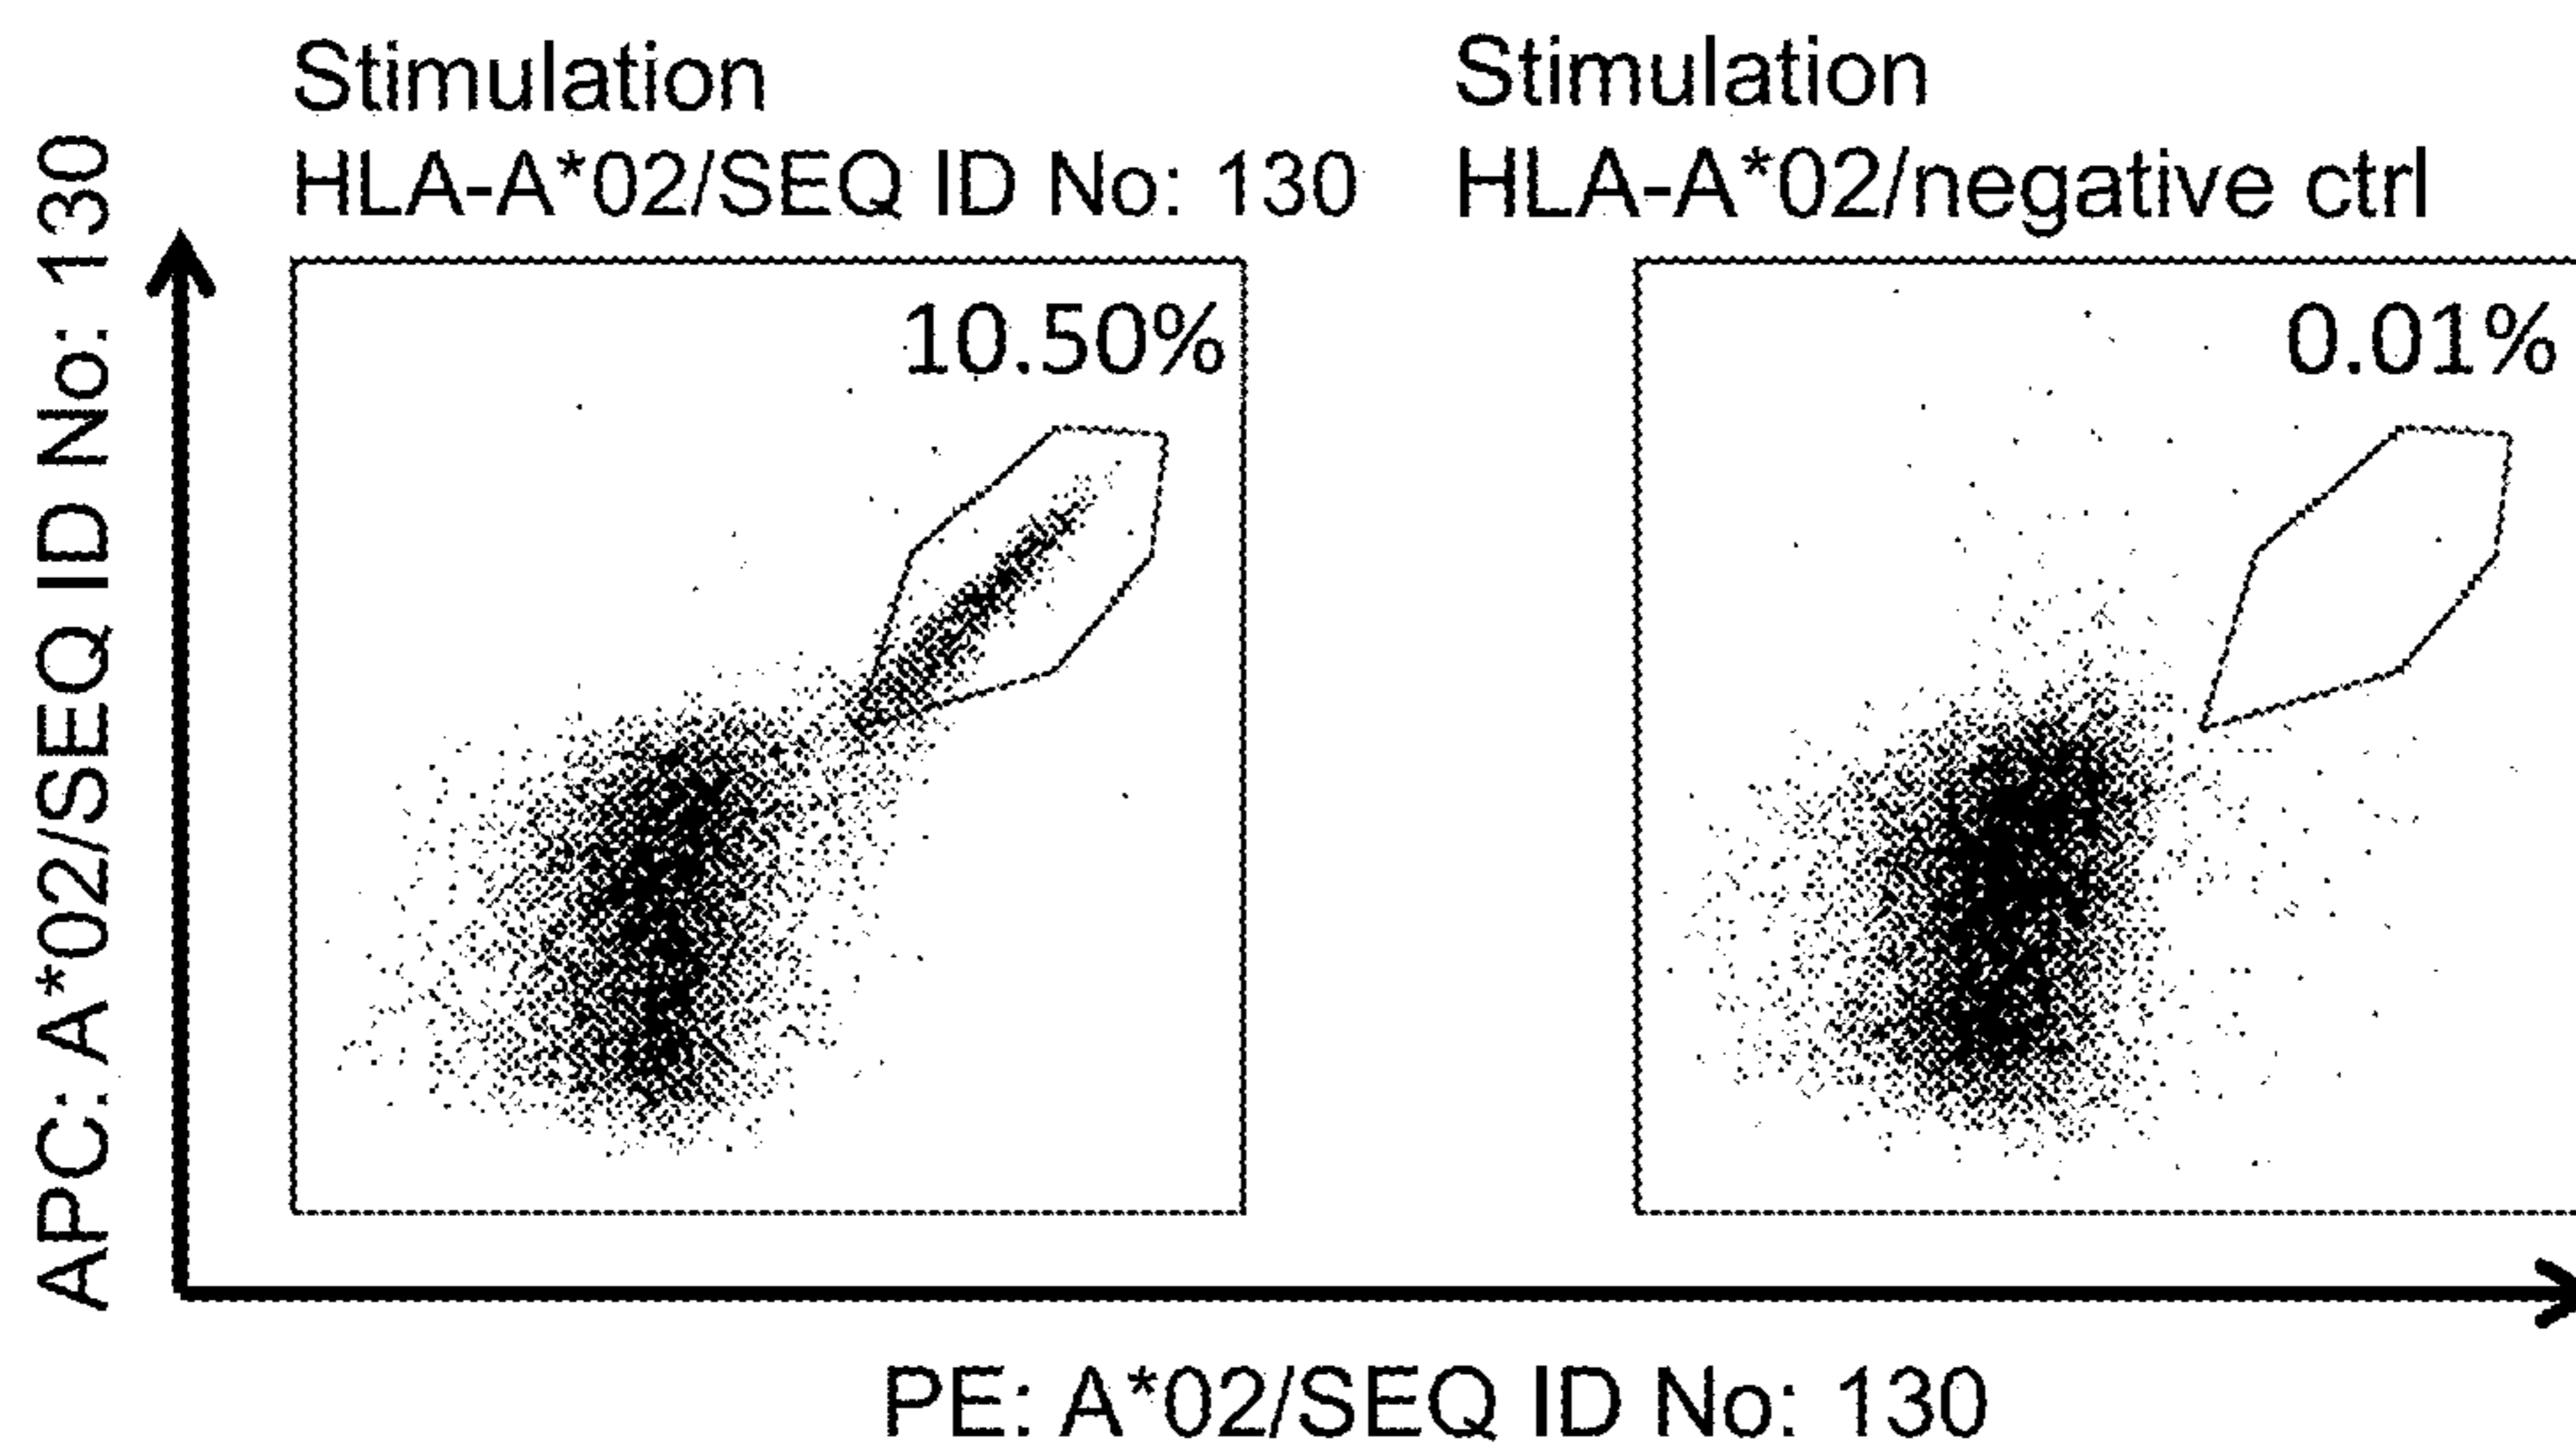 Stimulation
HLA-A*02/SEQ ID No: 130
Stimulation
HLA-A*02/negative ctrl
APC: A*02/SEQ ID No: 130
10.50%
0.01%
PE: A*02/SEQ ID No: 130